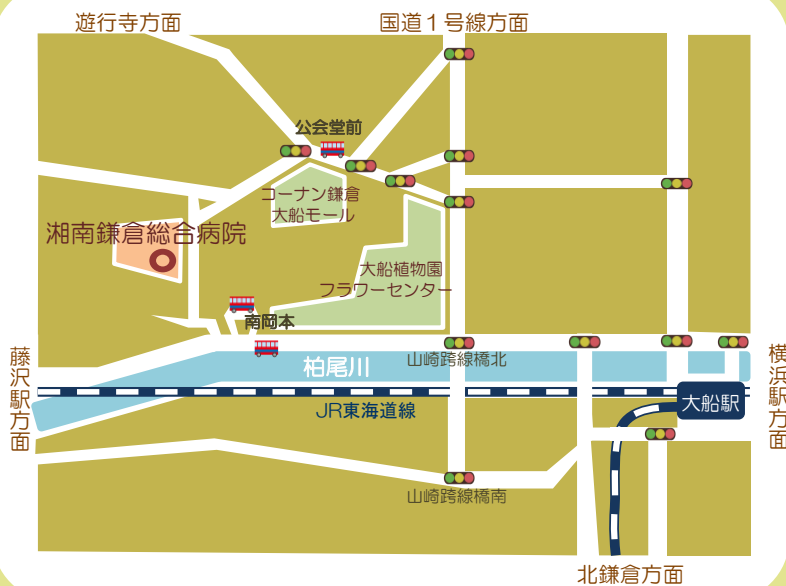 遊行寺方面
国道１号線方面
公会堂前
コーナン鎌倉
大船モール
湘南鎌倉総合病院
大船植物園
フラワーセンター
南岡本
柏尾川
山崎跨線橋北
藤沢駅方面
横浜駅方面
大船駅
JR東海道線
山崎跨線橋南
北鎌倉方面